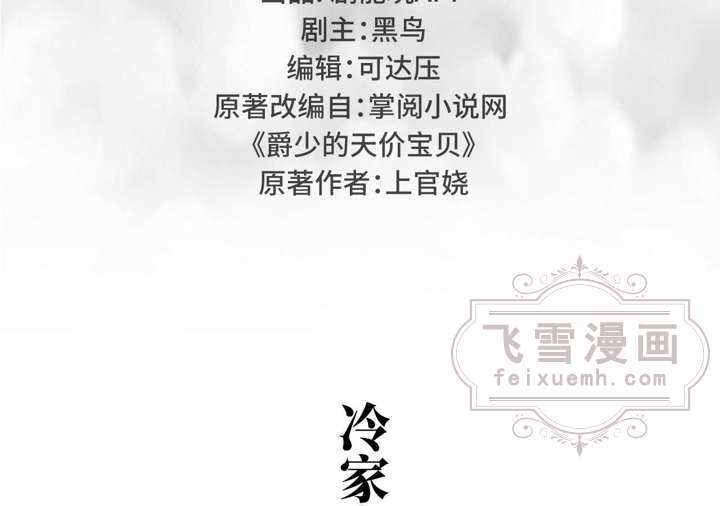 剧主：黑鸟
编辑：可达压
原著改编自：掌阅小说网
《爵少的天价宝贝》
原著作者：上官娆
飞雪漫画
feixuemh.com
冷家